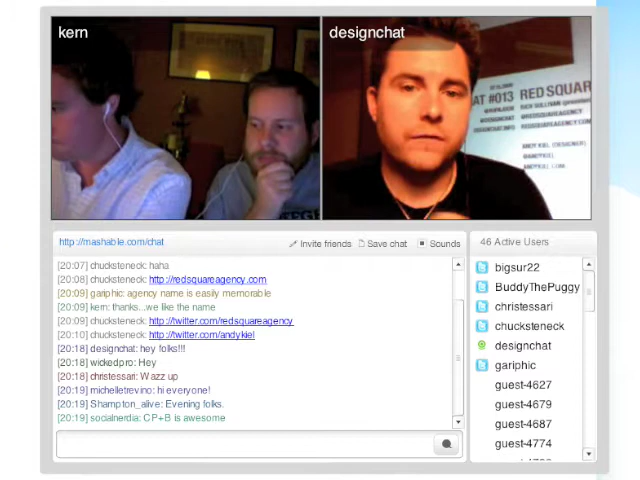 kern
designchat
AT #013 RED SQUAR
http://mashable.com/chat
Invite friends
Save chat
Sounds
46 Active Users
[20:07] chucksteneck: haha
[20:08] chucksteneck: http://redsquareagency.com
[20:09] gariphic: agency name is easily memorable
[20:09] kern: thanks...we like the name
[20:09] chucksteneck: http://twitter.com/redsquareagency
[20:10] chucksteneck: http://twitter.com/andykiel
[20:18] designchat: hey folks!!!
[20:18] wickedpro: Hey
[20:18] christessari: Wazz up
[20:19] michelletrevino: hi everyone!
[20:19] Shampton_alive: Evening folks.
[20:19] socialnerdia: CP+B is awesome
bigsur22
BuddyThePuggy
christessari
chucksteneck
designchat
gariphic
guest-4627
guest-4679
guest-4687
guest-4774